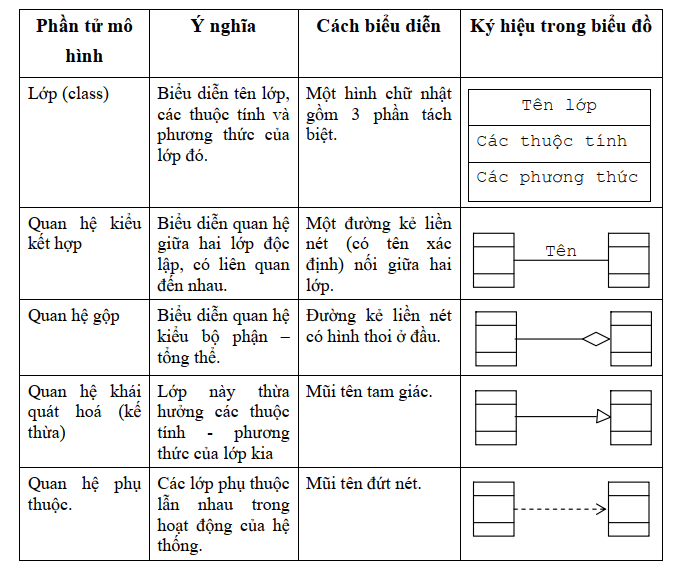 Phần tử mô hình
Ý nghĩa
Cách biểu diễn
Ký hiệu trong biểu đồ
Lớp (class)
Biểu diễn tên lớp,
các thuộc tính và
phương thức của
lớp đó.
Một hình chữ nhật
gồm 3 phần tách
biệt.
Tên lớp
Các thuộc tính
Các phương thức
Quan hệ kiểu
kết hợp
Biểu diễn quan hệ
giữa hai lớp độc
lập, có liên quan
đến nhau.
Một đường kẻ liền
nét (có tên xác
định) nối giữa hai
lớp.
Tên
Quan hệ gộp
Biểu diễn quan hệ
kiểu bộ phận –
tổng thể.
Đường kẻ liền nét
có hình thoi ở đầu.
Quan hệ khái
quát hoá (kế
thừa)
Lớp này thừa
hưởng các thuộc
tính - phương
thức của lớp kia
Mũi tên tam giác.
Quan hệ phụ
thuộc.
Các lớp phụ thuộc
lẫn nhau trong
hoạt động của hệ
thống.
Mũi tên đứt nét.